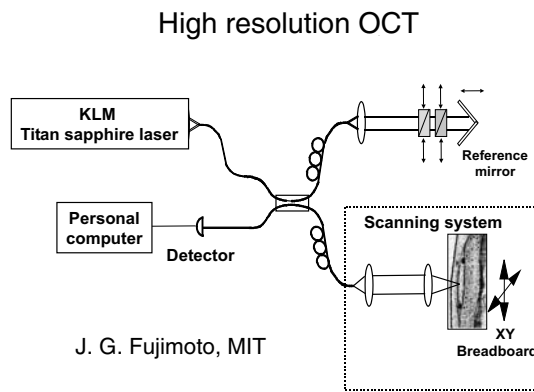 High resolution OCT
KLM
Titan sapphire laser
Reference
mirror
Personal
computer
Detector
Scanning system
XY
Breadboard
J. G. Fujimoto, MIT